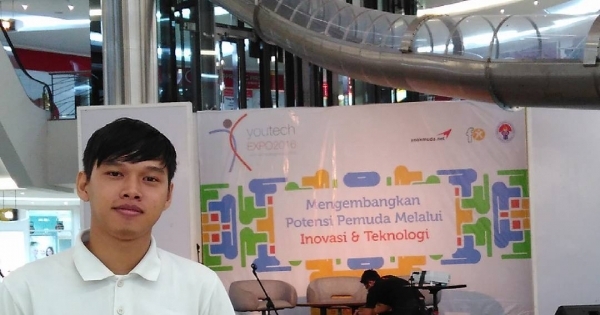 youtech
EXPO2016
Mengembangkan
Potensi Pemuda Melalui
Inovasi & Teknologi